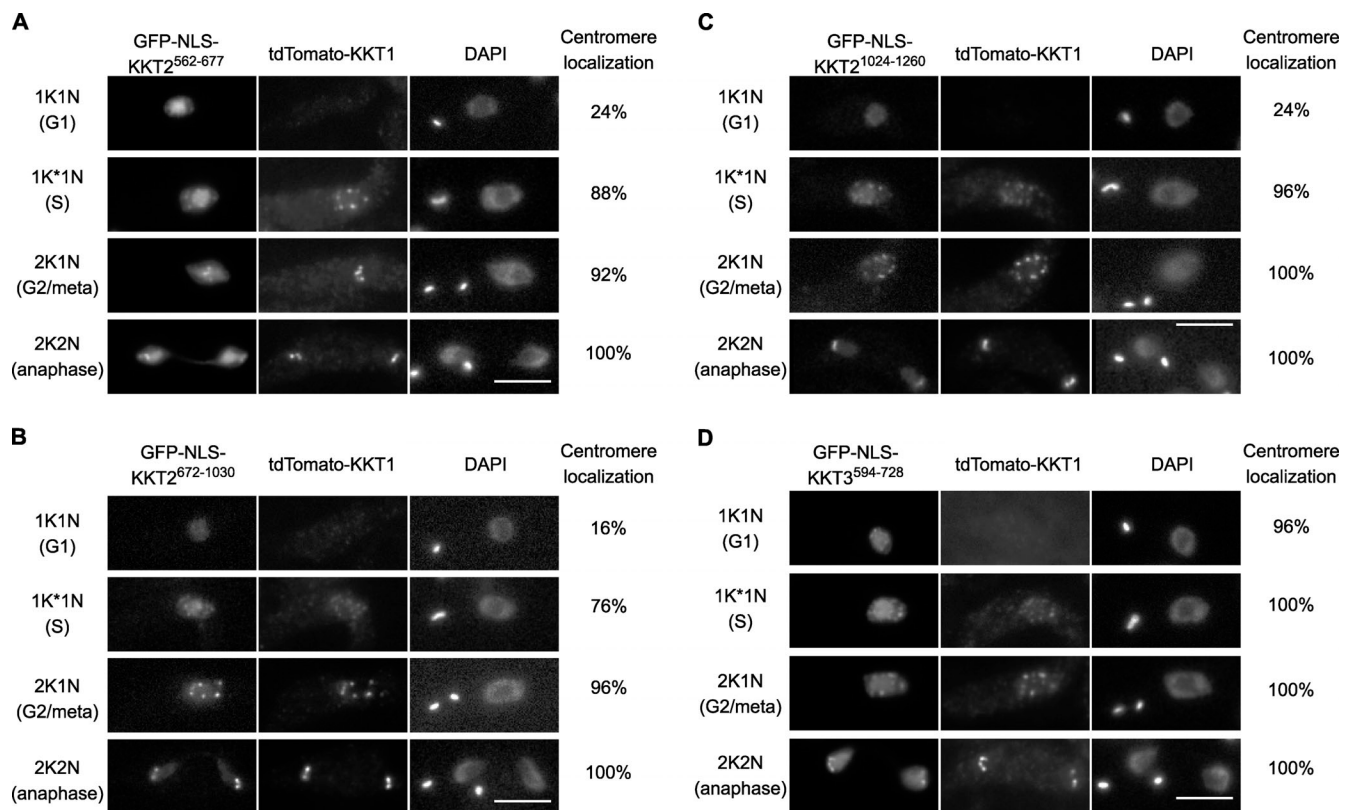 A
GFP-NLS-
KKT2562-677
tdTomato-KKT1
DAPI
Centromere
localization
1K1N
(G1)
24%
1K*1N
(S)
88%
2K1N
(G2/meta)
92%
2K2N
(anaphase)
100%
B
GFP-NLS-
KKT2672-1030
tdTomato-KKT1
DAPI
Centromere
localization
1K1N
(G1)
16%
1K*1N
(S)
76%
2K1N
(G2/meta)
96%
2K2N
(anaphase)
100%
C
GFP-NLS-
KKT21024-1260
tdTomato-KKT1
DAPI
Centromere
localization
1K1N
(G1)
24%
1K*1N
(S)
96%
2K1N
(G2/meta)
100%
2K2N
(anaphase)
100%
D
GFP-NLS-
KKT3594-728
tdTomato-KKT1
DAPI
Centromere
localization
1K1N
(G1)
96%
1K*1N
(S)
100%
2K1N
(G2/meta)
100%
2K2N
(anaphase)
100%